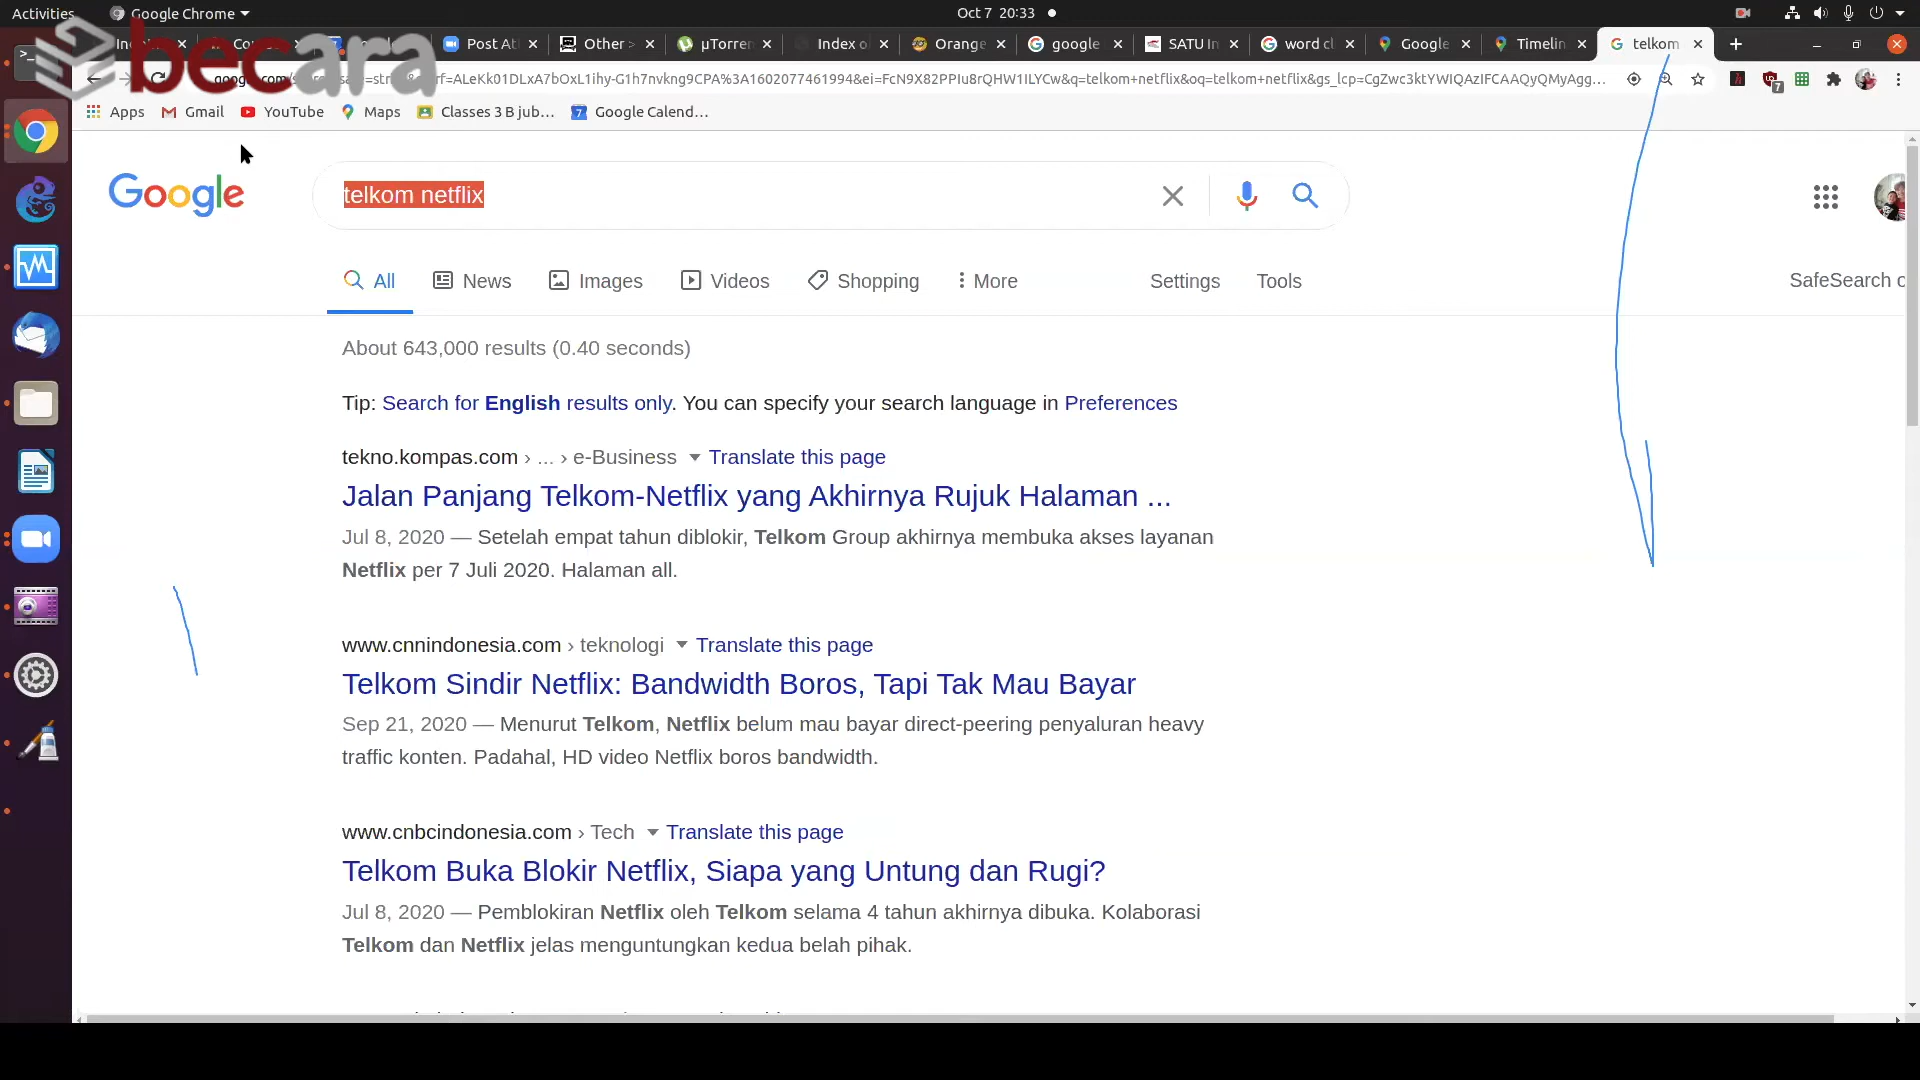 Activities Google Chrome Oct 7 20:33
becara
Post At Other > µTorren Index o Orange google SATU In word cl Google Timelin telkom
ALeKk01DLxA7bOxL1ihy-G1h7nvkng9CPA%3A1602077461994&ei=FcN9X82PPIu8rQHW1ILYCw&q=telkom+netflix&oq=telkom+netflix&gs_lcp=CgZwc3ktYWIQAzIFCAAQyQMyAgg... 7
Apps Gmail YouTube Maps Classes 3 B jub... Google Calend...
Google telkom netflix
All News Images Videos Shopping More Settings Tools SafeSearch o
About 643,000 results (0.40 seconds)
Tip: Search for English results only. You can specify your search language in Preferences
tekno.kompas.com › ... › e-Business Translate this page
Jalan Panjang Telkom-Netflix yang Akhirnya Rujuk Halaman ...
Jul 8, 2020 — Setelah empat tahun diblokir, Telkom Group akhirnya membuka akses layanan
Netflix per 7 Juli 2020. Halaman all.
www.cnnindonesia.com › teknologi Translate this page
Telkom Sindir Netflix: Bandwidth Boros, Tapi Tak Mau Bayar
Sep 21, 2020 — Menurut Telkom, Netflix belum mau bayar direct-peering penyaluran heavy
traffic konten. Padahal, HD video Netflix boros bandwidth.
www.cnbcindonesia.com › Tech Translate this page
Telkom Buka Blokir Netflix, Siapa yang Untung dan Rugi?
Jul 8, 2020 — Pemblokiran Netflix oleh Telkom selama 4 tahun akhirnya dibuka. Kolaborasi
Telkom dan Netflix jelas menguntungkan kedua belah pihak.